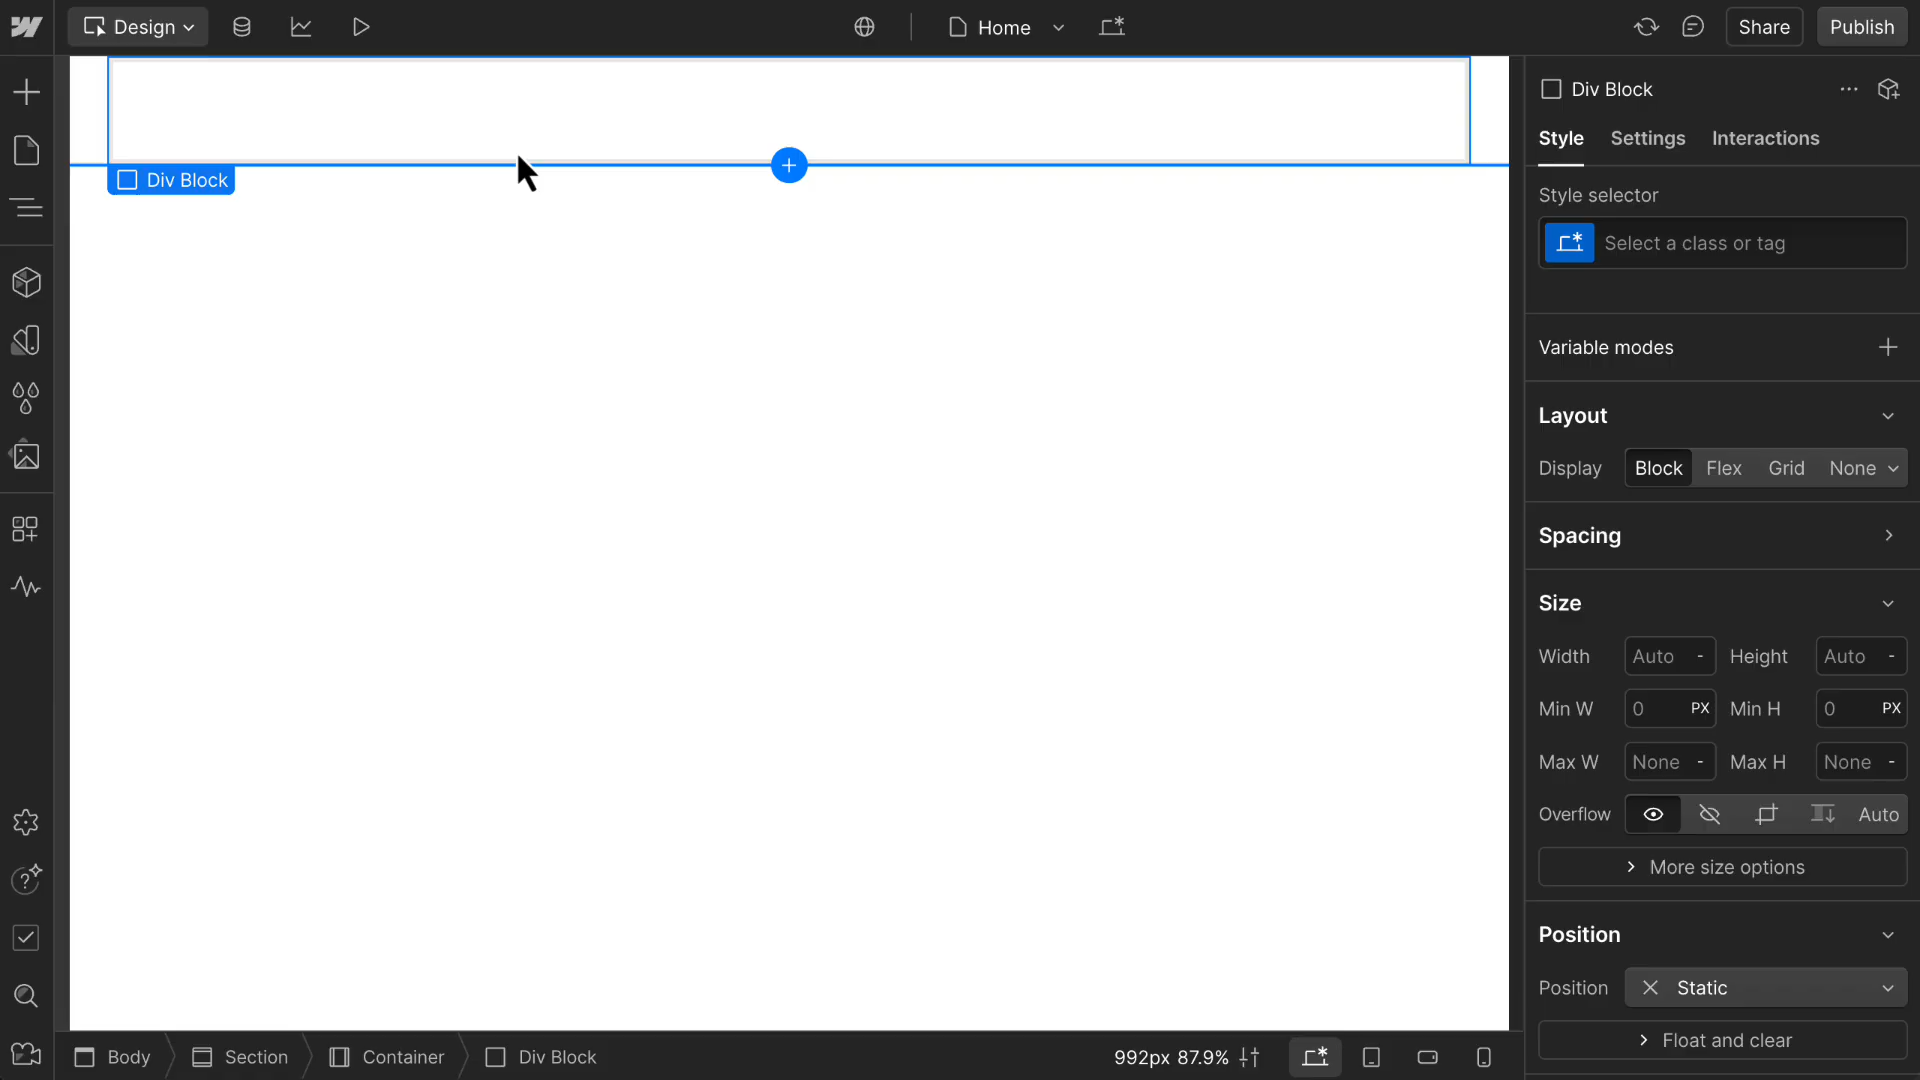 Design
Home
Share
Publish
Div Block
Div Block
Style Settings Interactions
Style selector
Select a class or tag
Variable modes
Layout
Display Block Flex Grid None
Spacing
Size
Width Auto - Height Auto -
Min W 0 PX Min H 0 PX
Max W None - Max H None -
Overflow Auto
More size options
Position
Position Static
Float and clear
Body Section Container Div Block
992px 87.9%